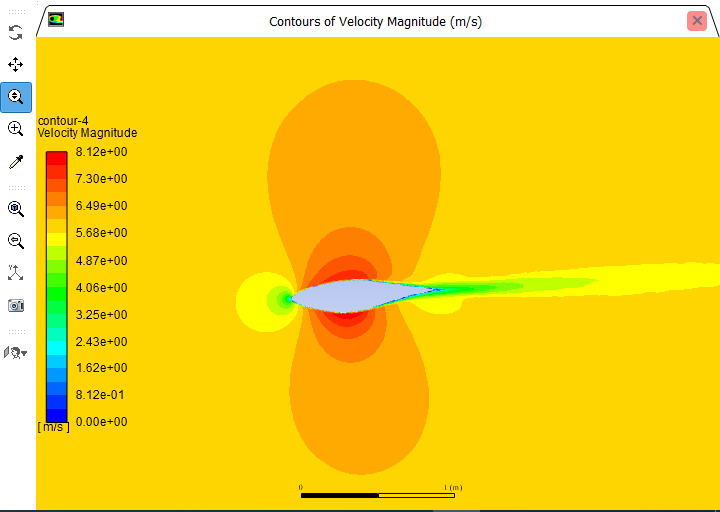 Contours of Velocity Magnitude (m/s)
contour-4
Velocity Magnitude
8.12e+00
7.30e+00
6.49e+00
5.68e+00
4.87e+00
4.06e+00
3.25e+00
2.43e+00
1.62e+00
8.12e-01
0.00e+00
[ m/s ]
0 1 (m)